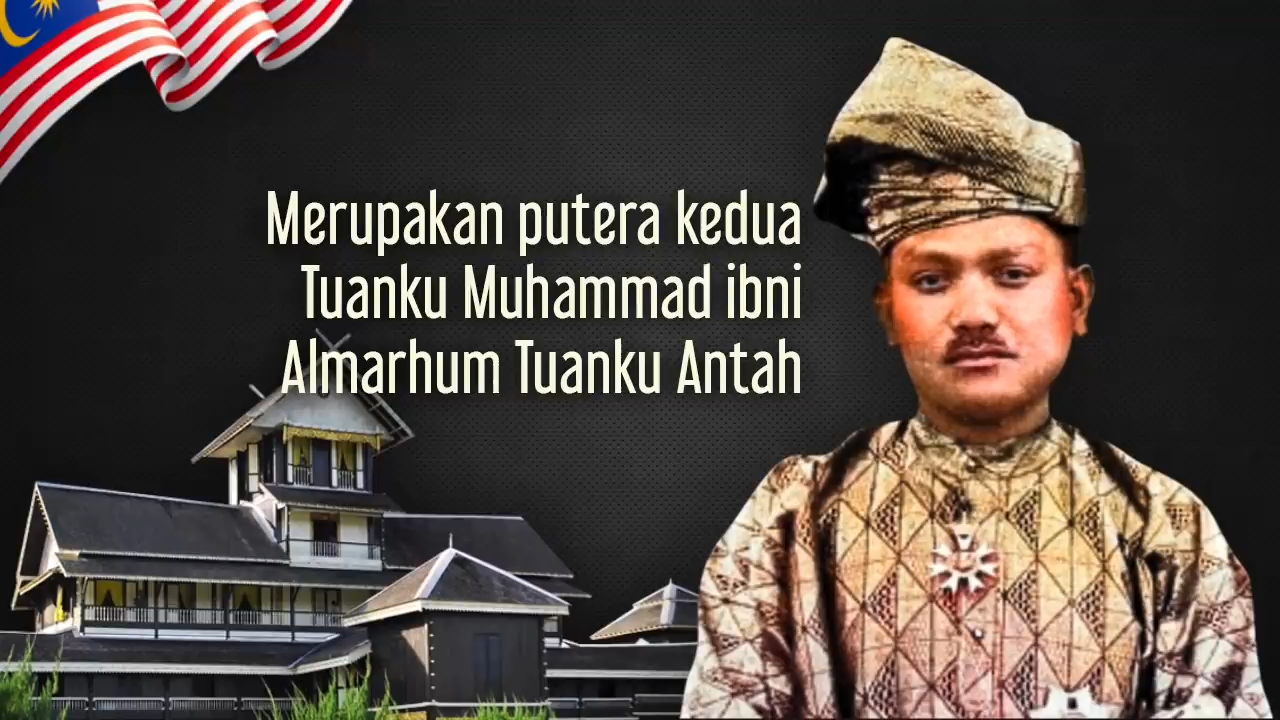 Merupakan putera kedua
Tuanku Muhammad ibni
Almarhum Tuanku Antah